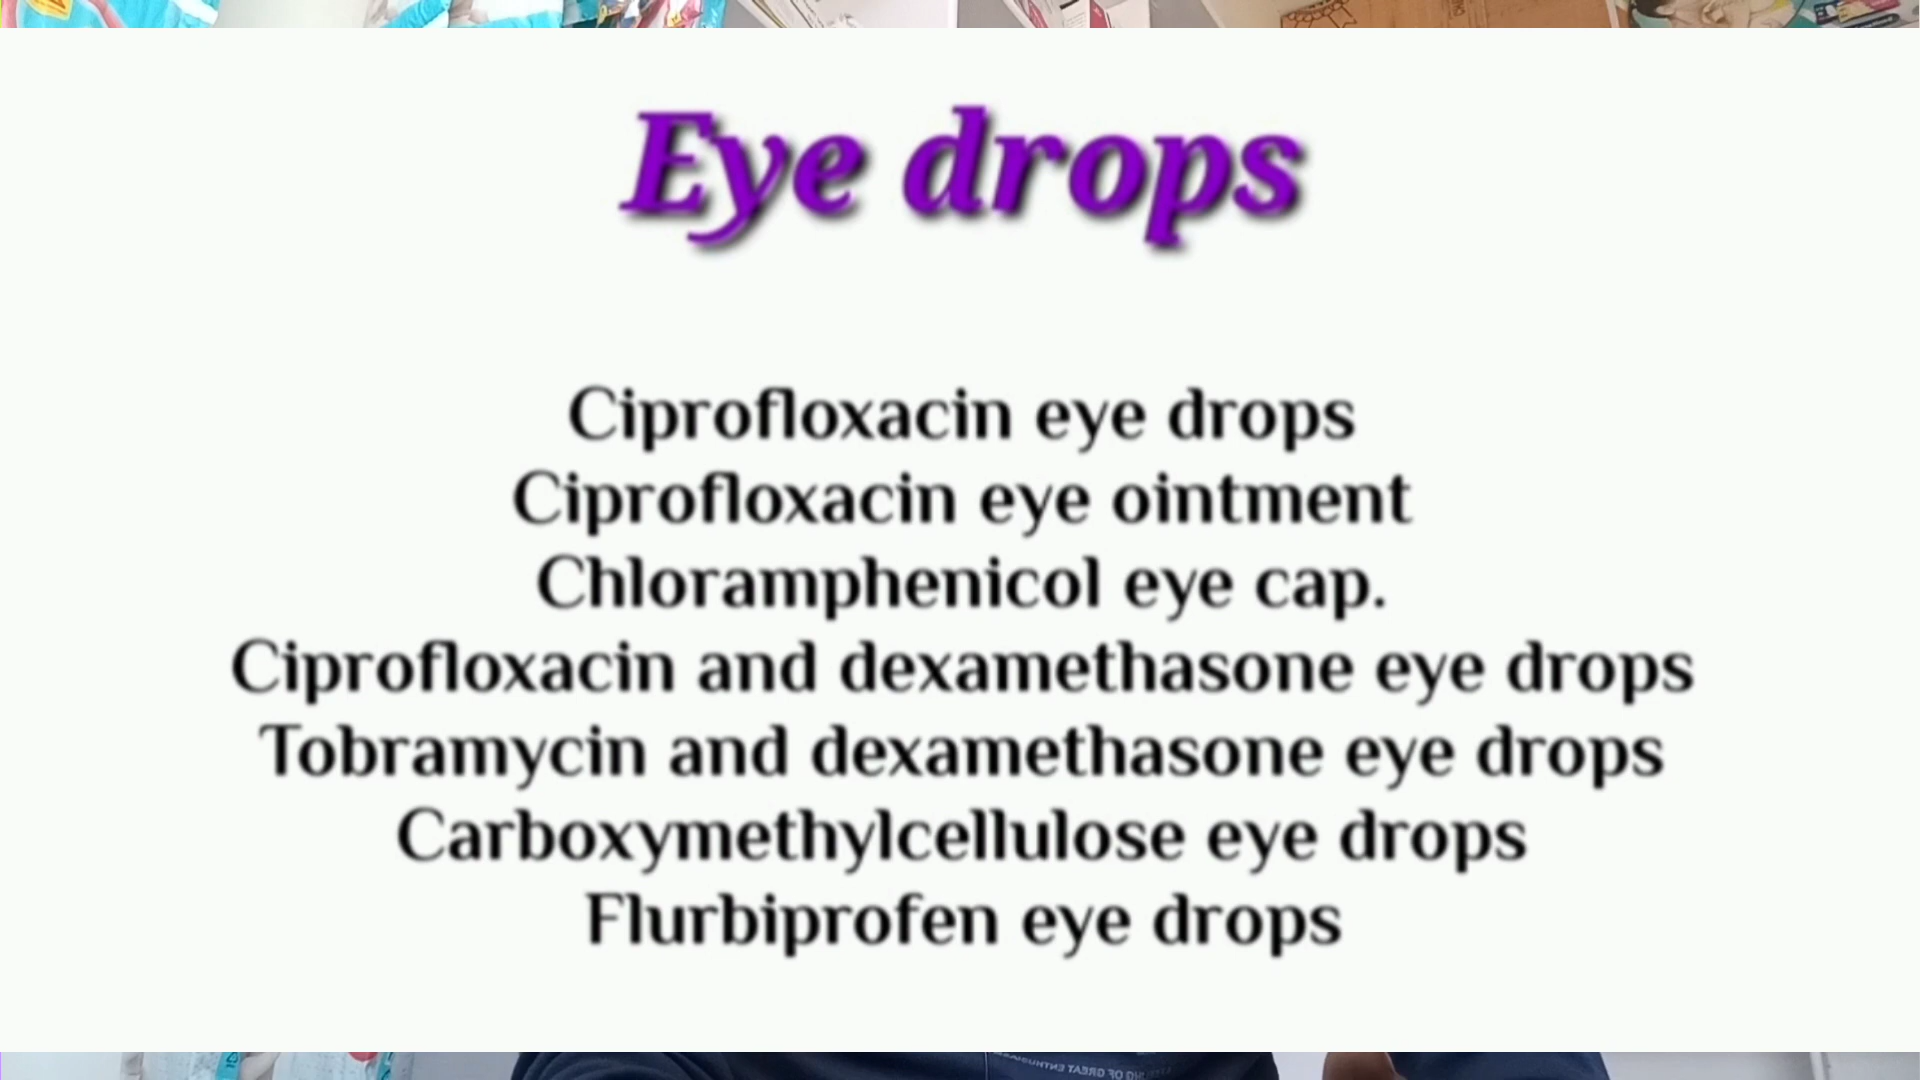 Eye drops
Ciprofloxacin eye drops
Ciprofloxacin eye ointment
Chloramphenicol eye cap.
Ciprofloxacin and dexamethasone eye drops
Tobramycin and dexamethasone eye drops
Carboxymethylcellulose eye drops
Flurbiprofen eye drops